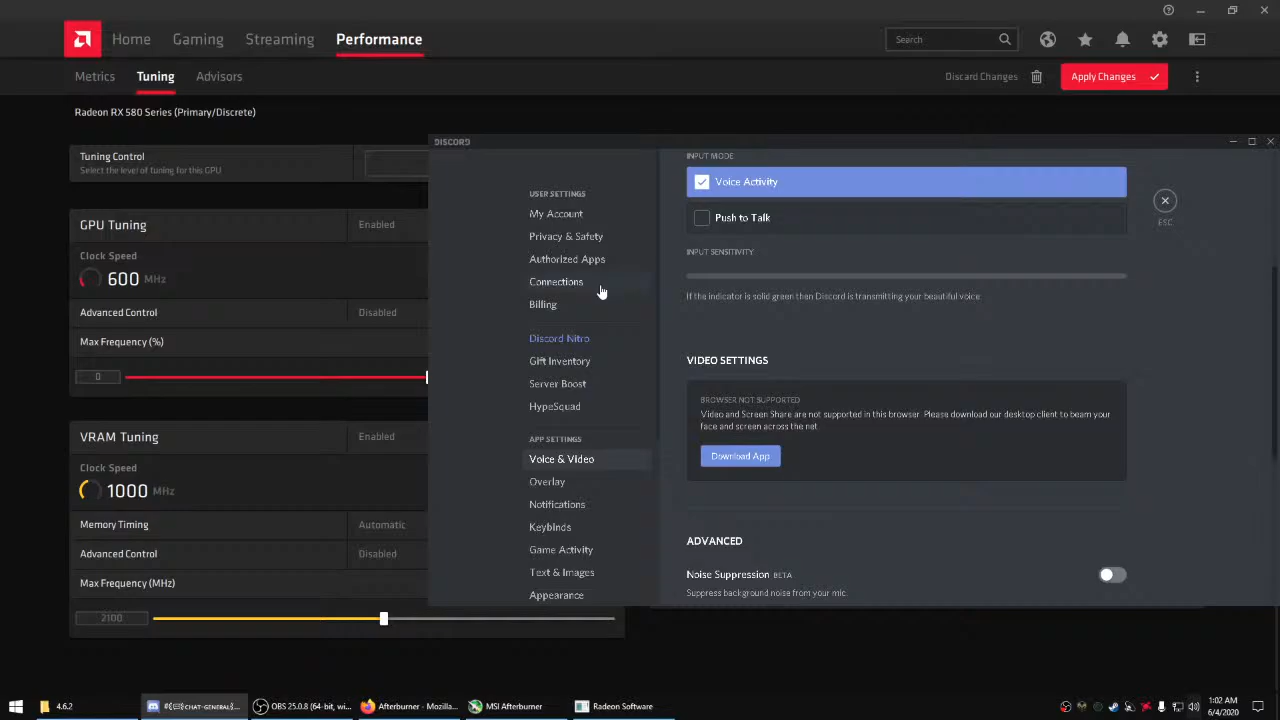 Home Gaming Streaming Performance
Search
Metrics Tuning Advisors
Discard Changes Apply Changes
Radeon RX 580 Series (Primary/Discrete)
Tuning Control
Select the level of tuning for this GPU
GPU Tuning Enabled
Clock Speed
600 MHz
Advanced Control Disabled
Max Frequency (%)
0
VRAM Tuning Enabled
Clock Speed
1000 MHz
Memory Timing Automatic
Advanced Control Disabled
Max Frequency (MHz)
2100
DISCORD
USER SETTINGS
My Account
Privacy & Safety
Authorized Apps
Connections
Billing
Discord Nitro
Gift Inventory
Server Boost
HypeSquad
APP SETTINGS
Voice & Video
Overlay
Notifications
Keybinds
Game Activity
Text & Images
Appearance
INPUT MODE
Voice Activity
Push to Talk
ESC
INPUT SENSITIVITY
If the indicator is solid green then Discord is transmitting your beautiful voice.
VIDEO SETTINGS
BROWSER NOT SUPPORTED
Video and Screen Share are not supported in this browser. Please download our desktop client to beam your
face and screen across the net.
Download App
ADVANCED
Noise Suppression BETA
Suppress background noise from your mic.
4.6.2
CHAT-GENERAL
OBS 25.0.8 (64-bit, wi...
Afterburner - Mozilla...
MSI Afterburner
Radeon Software
1:02 AM
6/4/2020